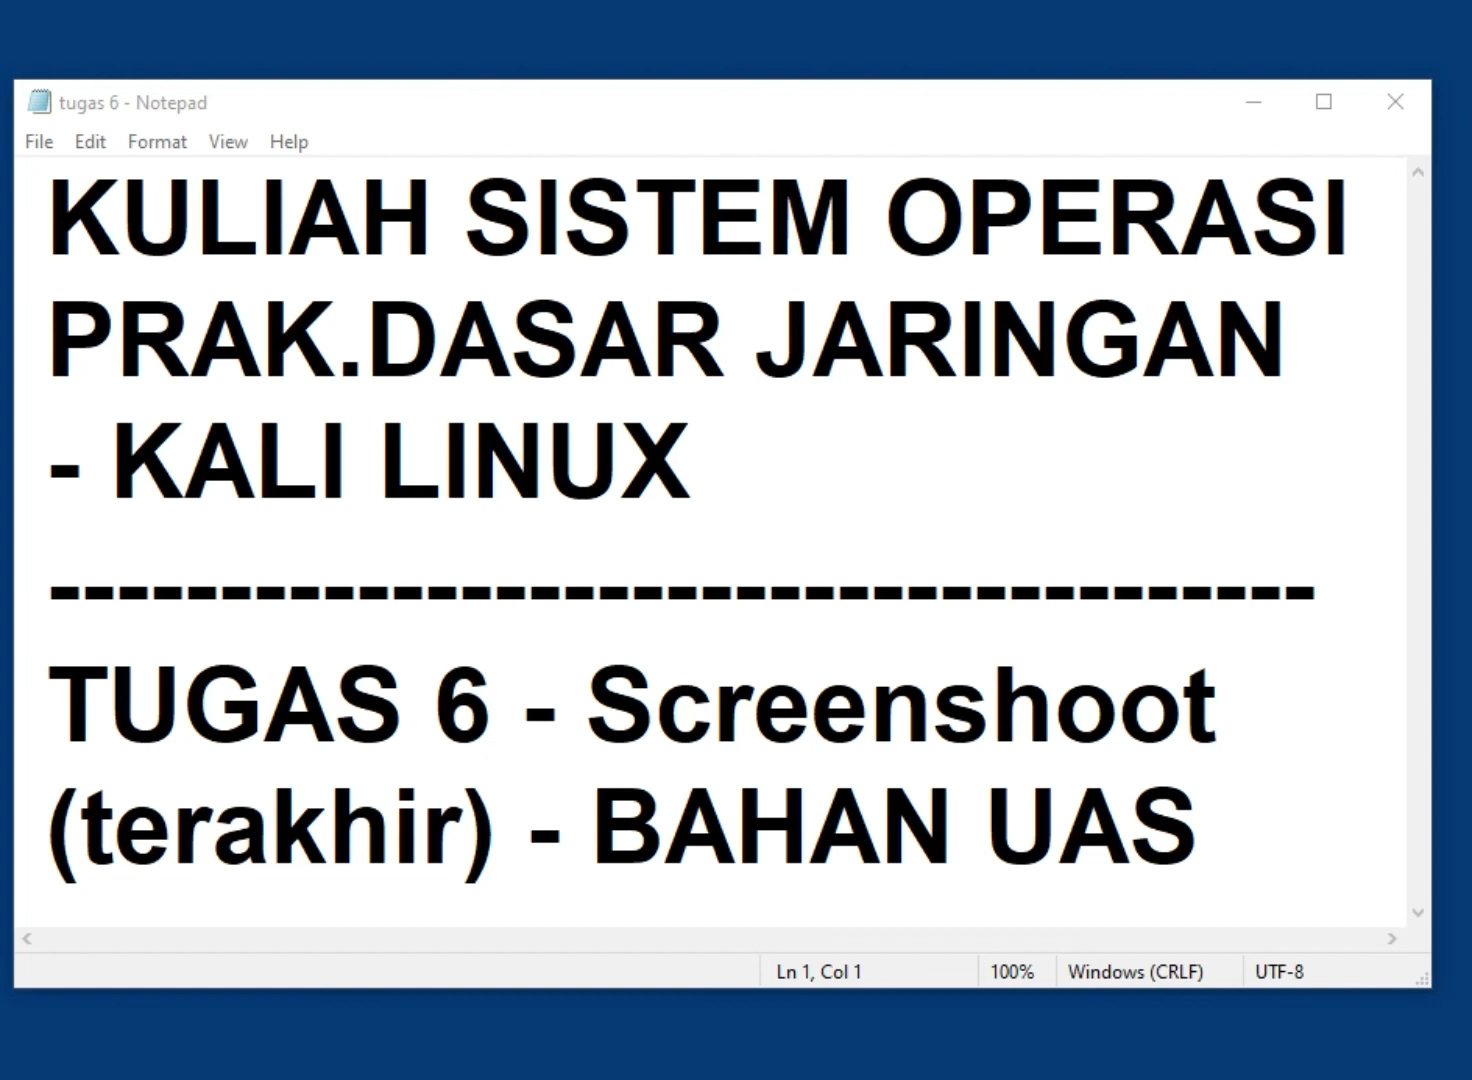 tugas 6 - Notepad
File Edit Format View Help
KULIAH SISTEM OPERASI
PRAK.DASAR JARINGAN
- KALI LINUX
-------------------------------------
TUGAS 6 - Screenshoot
(terakhir) - BAHAN UAS
Ln 1, Col 1 100% Windows (CRLF) UTF-8